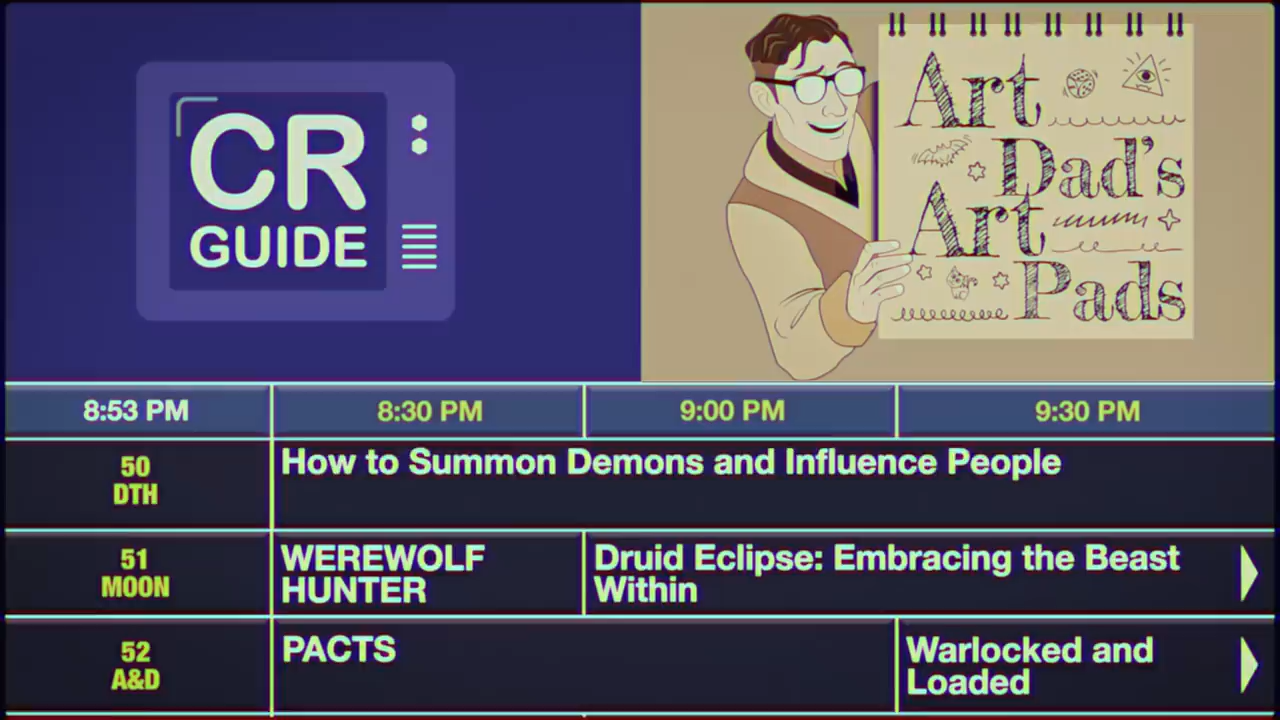 CR
GUIDE
Art
Dad's
Art
Pads
8:53 PM
8:30 PM
9:00 PM
9:30 PM
50
DTH
How to Summon Demons and Influence People
51
MOON
WEREWOLF
HUNTER
Druid Eclipse: Embracing the Beast
Within
52
A&D
PACTS
Warlocked and
Loaded